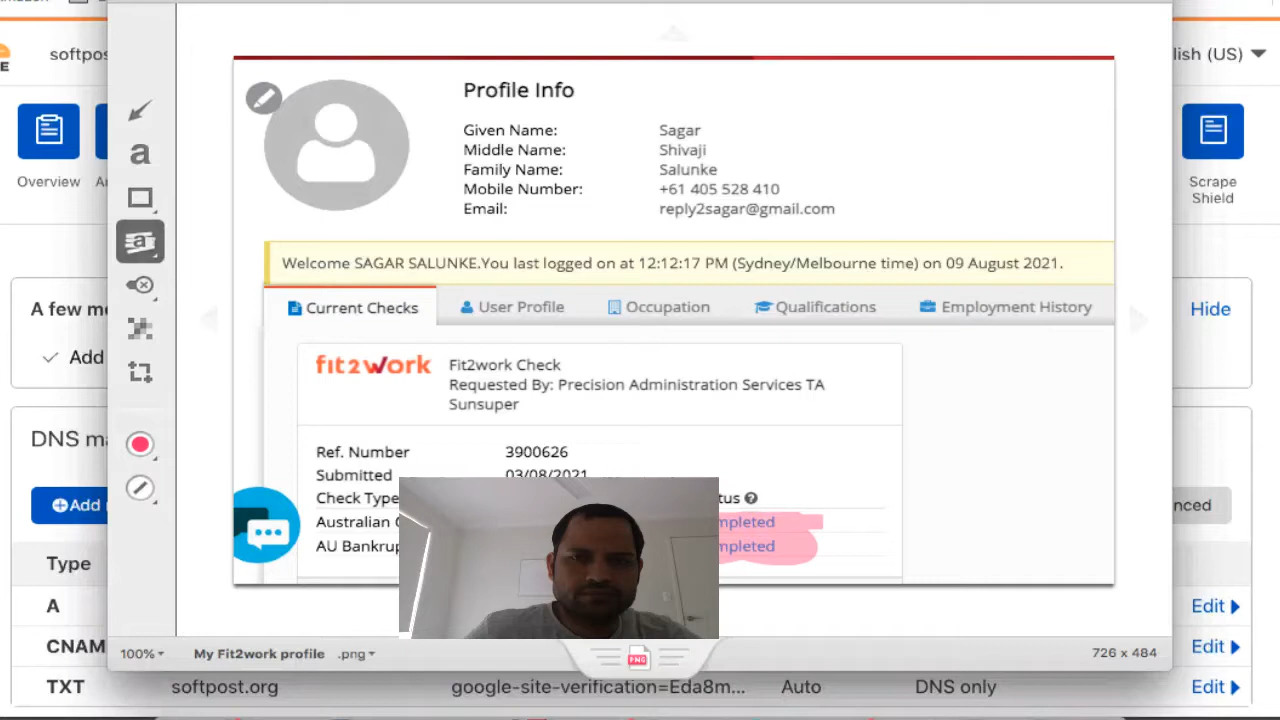 softpos
lish (US)
Overview
Scrape
Shield
Profile Info
Given Name: Sagar
Middle Name: Shivaji
Family Name: Salunke
Mobile Number: +61 405 528 410
Email: reply2sagar@gmail.com
Welcome SAGAR SALUNKE.You last logged on at 12:12:17 PM (Sydney/Melbourne time) on 09 August 2021.
Current Checks User Profile Occupation Qualifications Employment History
A few me
Hide
Add
fit2work
Fit2work Check
Requested By: Precision Administration Services TA
Sunsuper
DNS ma
Ref. Number 3900626
Submitted 03/08/2021
Check Type tus
Add nced
Australian mpleted
AU Bankrup mpleted
Type
A Edit
CNAM Edit
100% My Fit2work profile .png PNG 726 x 484
TXT softpost.org google-site-verification=Eda8m... Auto DNS only Edit